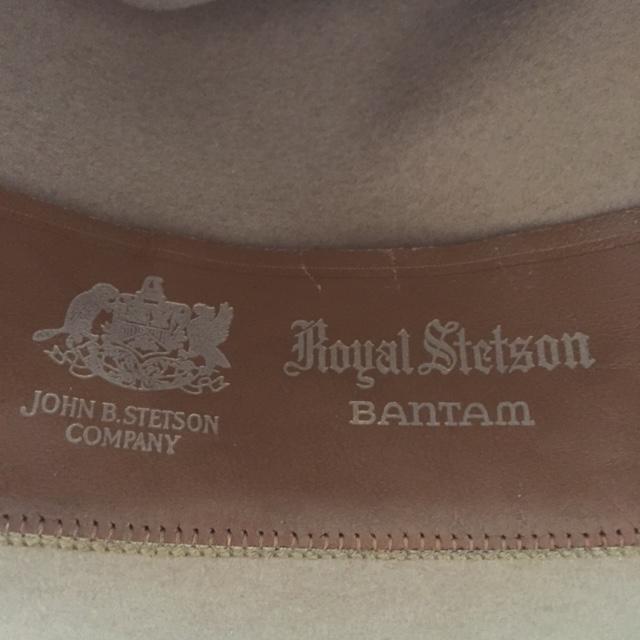 JOHN B. STETSON
COMPANY
Royal Stetson
BANTAM